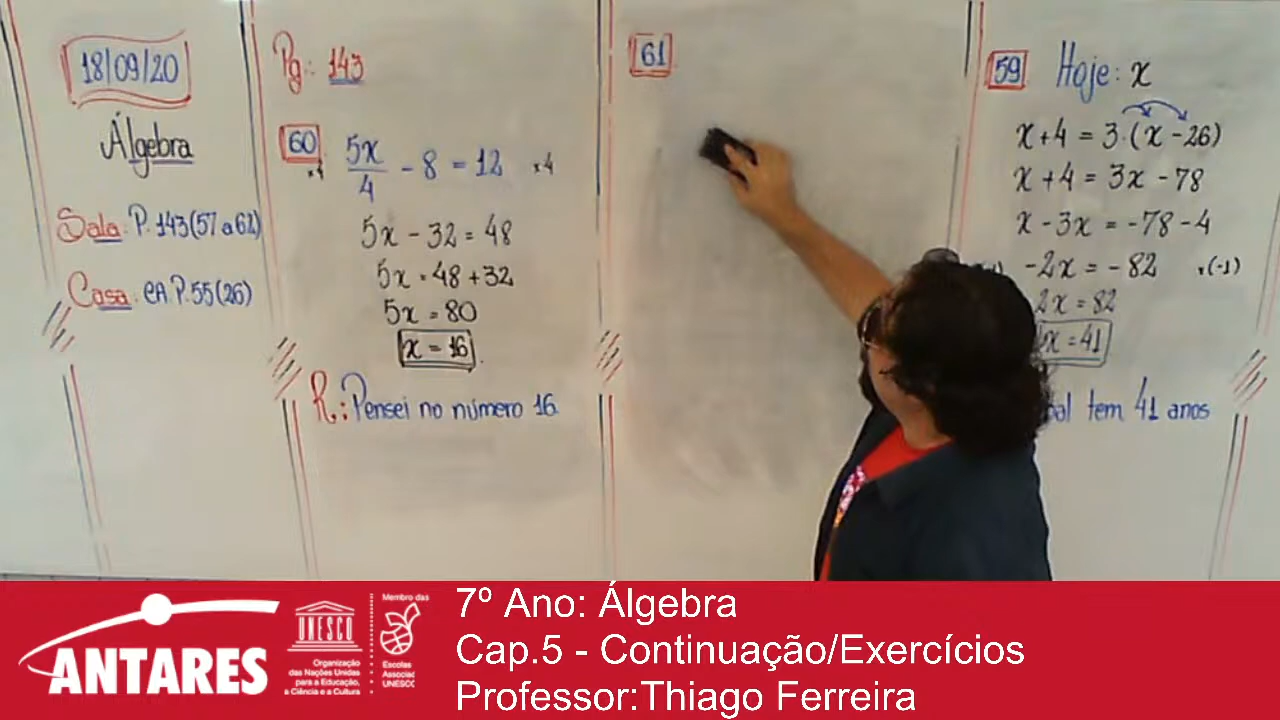 18/09/20
Álgebra
Sala: P. 143(57 a 62)
Casa: EA. P. 55(26)
Pg.: 143
60
5x/4 - 8 = 12
×4 ×4
5x - 32 = 48
5x = 48 + 32
5x = 80
x = 16
R.: Pensei no número 16.
61
59 Hoje: x
x + 4 = 3·(x - 26)
x + 4 = 3x - 78
x - 3x = -78 - 4
-2x = -82 ·(-1)
2x = 82
x = 41
tem 41 anos
ANTARES
UNESCO
Organização
das Nações Unidas
para a Educação,
a Ciência e a Cultura
Membro das
Escolas
Associadas
UNESCO
7º Ano: Álgebra
Cap.5 - Continuação/Exercícios
Professor:Thiago Ferreira